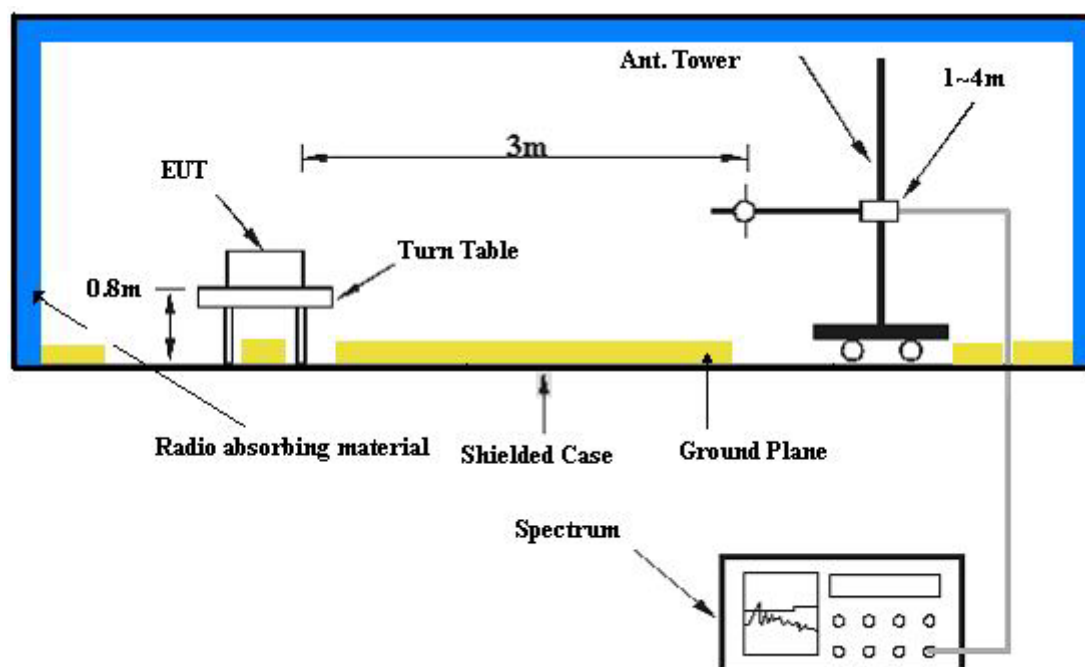 Ant. Tower
1~4m
3m
EUT
Turn Table
0.8m
Radio absorbing material
Shielded Case
Ground Plane
Spectrum